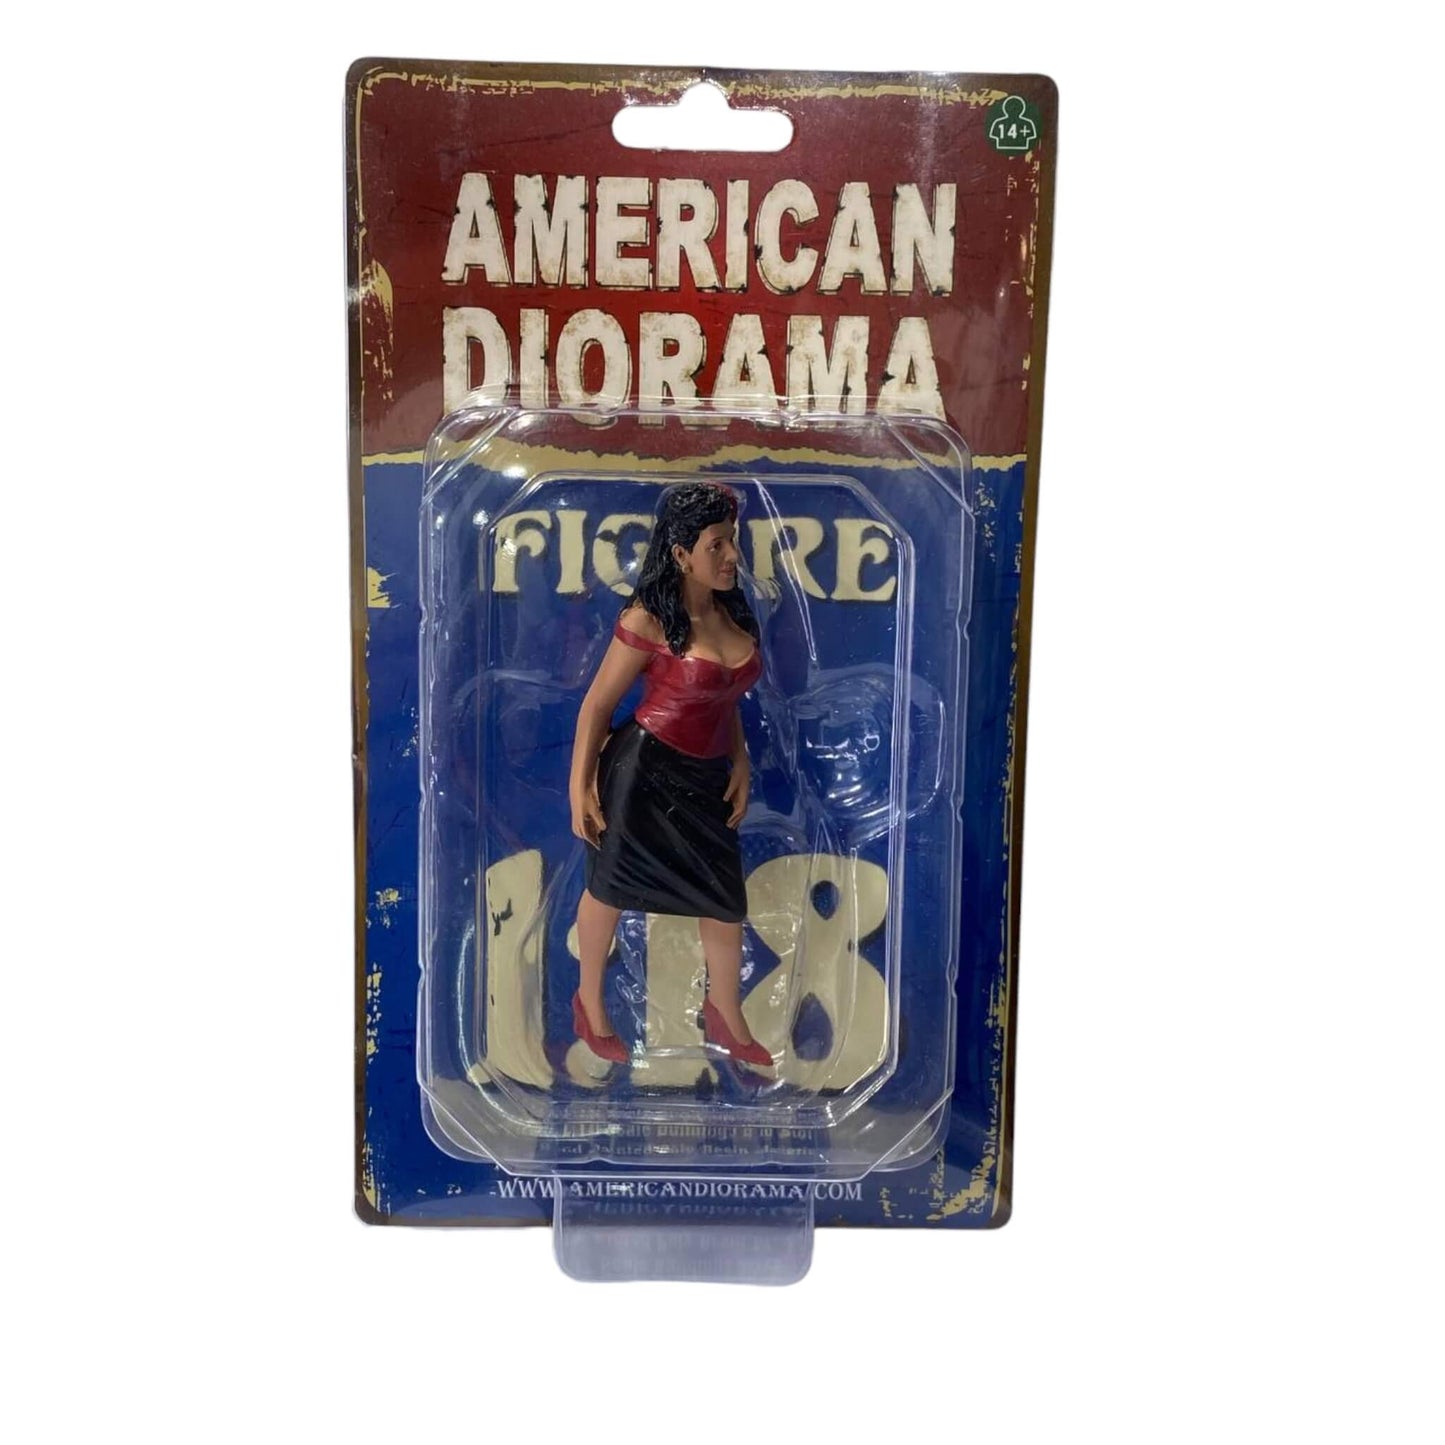 14+
AMERICAN
DIORAMA
FIGURE
1:18
WWW.AMERICANDIORAMA.COM